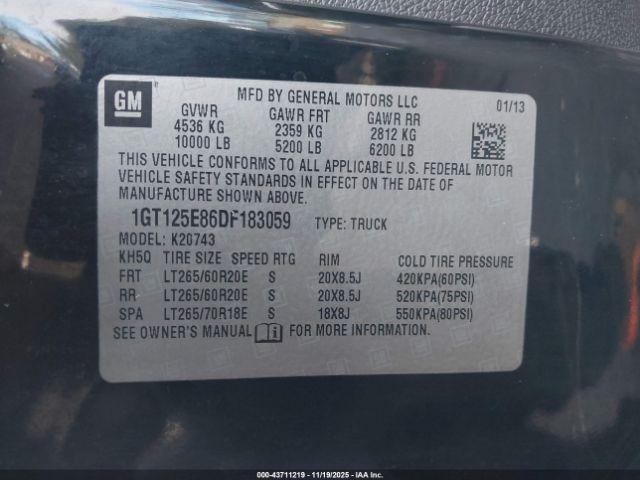 GM
MFD BY GENERAL MOTORS LLC 01/13
GVWR GAWR FRT GAWR RR
4536 KG 2359 KG 2812 KG
10000 LB 5200 LB 6200 LB
THIS VEHICLE CONFORMS TO ALL APPLICABLE U.S. FEDERAL MOTOR
VEHICLE SAFETY STANDARDS IN EFFECT ON THE DATE OF
MANUFACTURE SHOWN ABOVE.
1GT125E86DF183059 TYPE: TRUCK
MODEL: K20743
KH5Q TIRE SIZE SPEED RTG RIM COLD TIRE PRESSURE
FRT LT265/60R20E S 20X8.5J 420KPA(60PSI)
RR LT265/60R20E S 20X8.5J 520KPA(75PSI)
SPA LT265/70R18E S 18X8J 550KPA(80PSI)
SEE OWNER'S MANUAL FOR MORE INFORMATION.
000-43711219 - 11/19/2025 - IAAI.COM